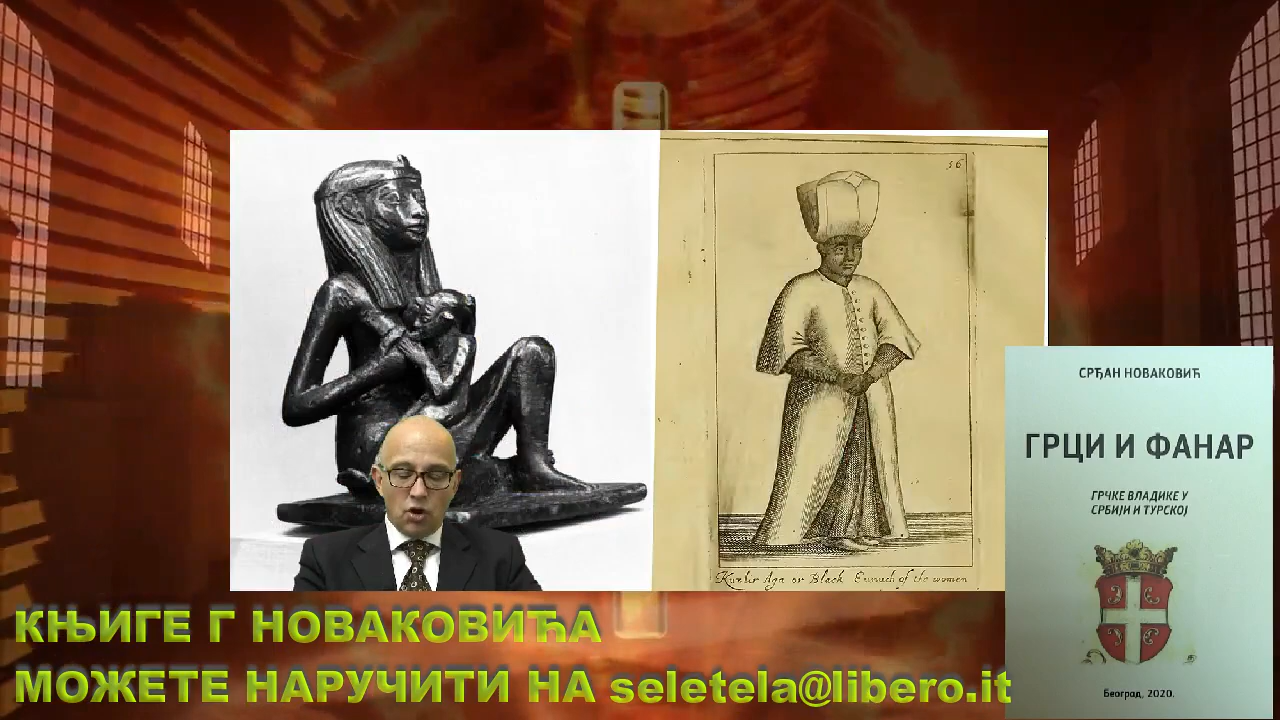 56
Kuzlir Aga or Black Eunuch of the women
СРЂАН НОВАКОВИЋ
ГРЦИ И ФАНАР
ГРЧКЕ ВЛАДИКЕ У
СРБИЈИ И ТУРСКОЈ
Београд, 2020.
КЊИГЕ Г НОВАКОВИЋА
МОЖЕТЕ НАРУЧИТИ НА seletela@libero.it